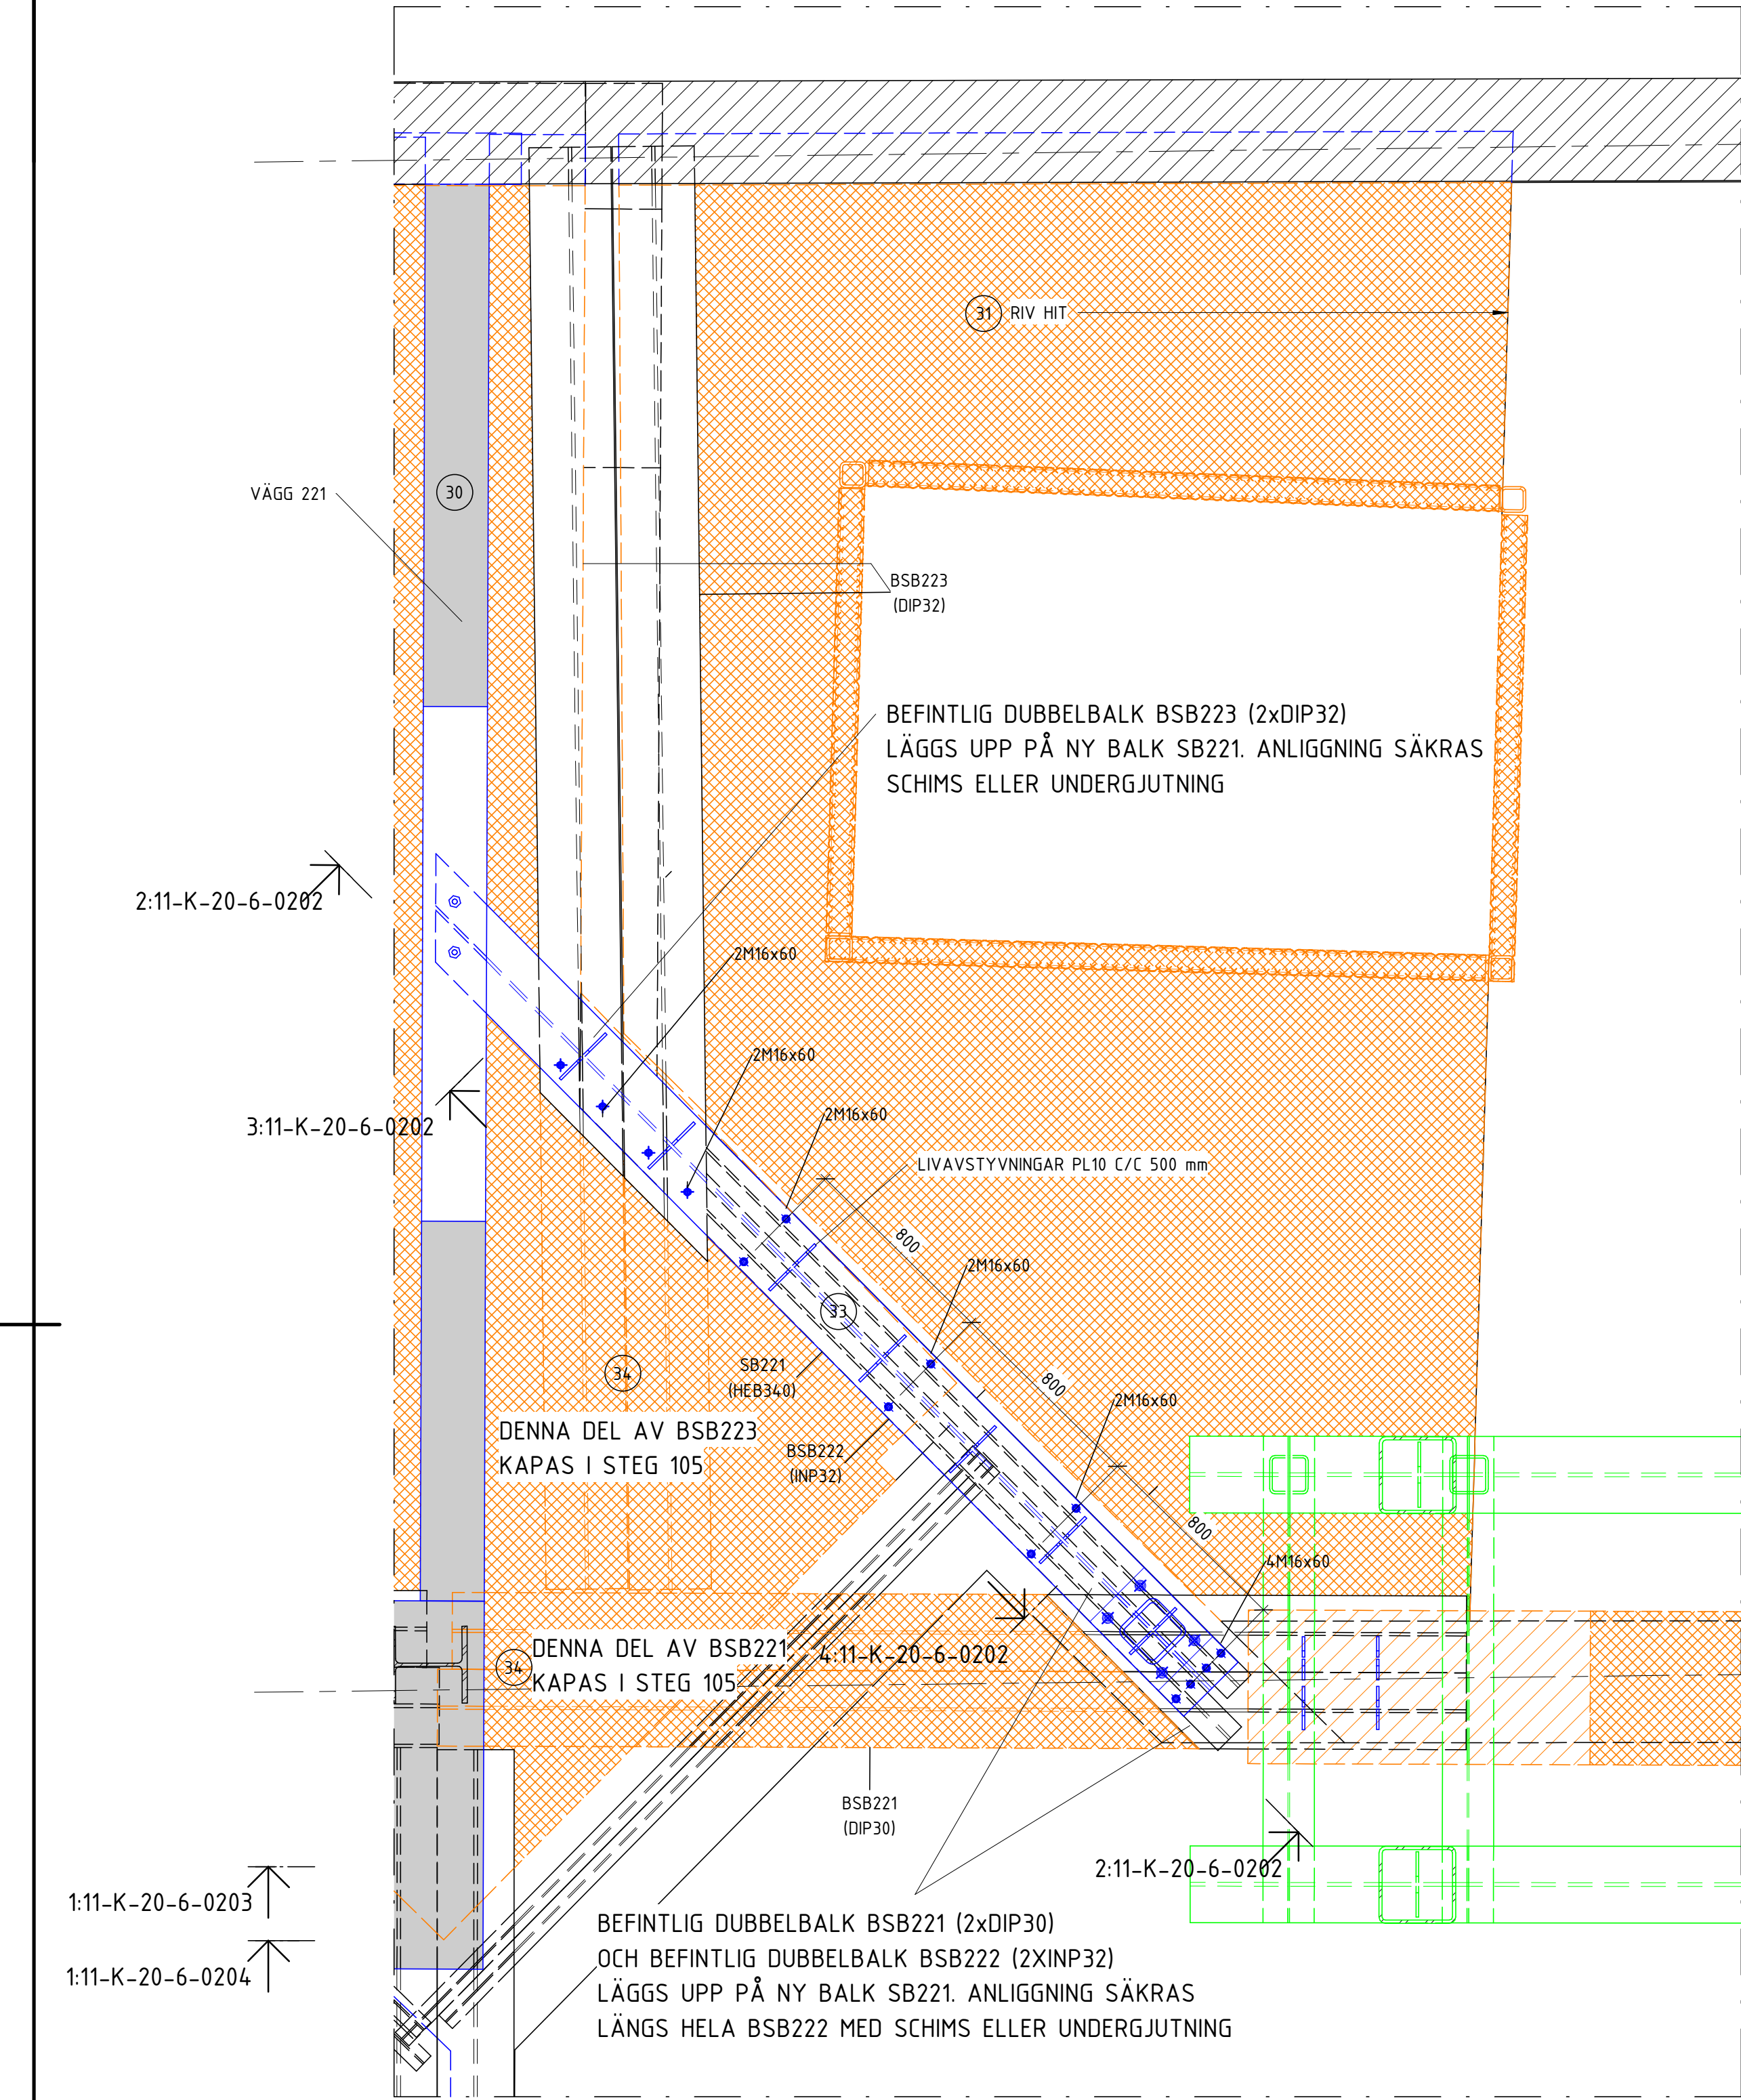 31 RIV HIT
VÄGG 221
30
BSB223
(DIP32)
BEFINTLIG DUBBELBALK BSB223 (2xDIP32)
LÄGGS UPP PÅ NY BALK SB221. ANLIGGNING SÄKRAS
SCHIMS ELLER UNDERGJUTNING
2:11-K-20-6-0202
2M16x60
2M16x60
3:11-K-20-6-0202
2M16x60
LIVAVSTYVNINGAR PL10 C/C 500 mm
800
2M16x60
33
SB221
(HEB340)
34
800
2M16x60
DENNA DEL AV BSB223
KAPAS I STEG 105
BSB222
(INP32)
800
4M16x60
34
DENNA DEL AV BSB221
KAPAS I STEG 105
4:11-K-20-6-0202
BSB221
(DIP30)
2:11-K-20-6-0202
1:11-K-20-6-0203
1:11-K-20-6-0204
BEFINTLIG DUBBELBALK BSB221 (2xDIP30)
OCH BEFINTLIG DUBBELBALK BSB222 (2XINP32)
LÄGGS UPP PÅ NY BALK SB221. ANLIGGNING SÄKRAS
LÄNGS HELA BSB222 MED SCHIMS ELLER UNDERGJUTNING